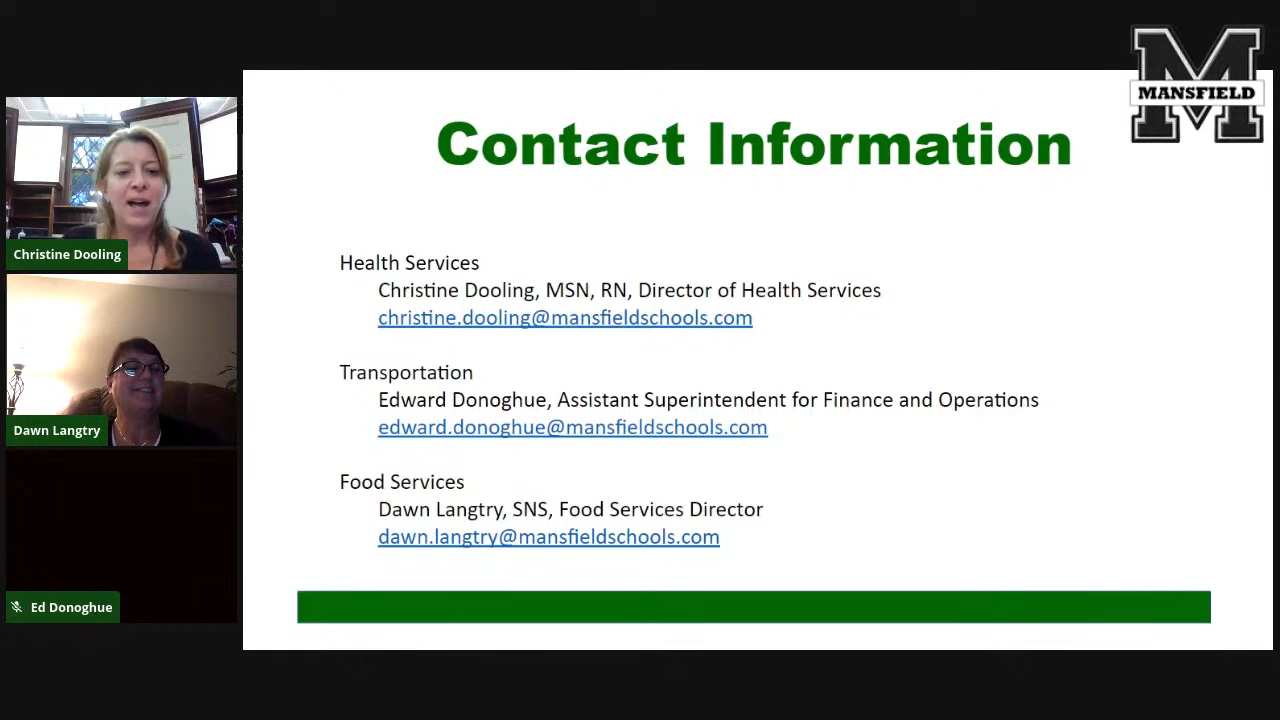 MANSFIELD
Contact Information
Christine Dooling
Health Services
Christine Dooling, MSN, RN, Director of Health Services
christine.dooling@mansfieldschools.com
Transportation
Edward Donoghue, Assistant Superintendent for Finance and Operations
edward.donoghue@mansfieldschools.com
Dawn Langtry
Food Services
Dawn Langtry, SNS, Food Services Director
dawn.langtry@mansfieldschools.com
Ed Donoghue